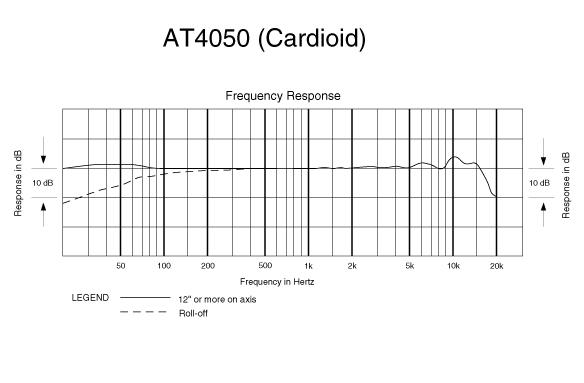 AT4050 (Cardioid)
Frequency Response
Response in dB
10 dB
10 dB
Response in dB
50 100 200 500 1k 2k 5k 10k 20k
Frequency in Hertz
LEGEND
12" or more on axis
Roll-off